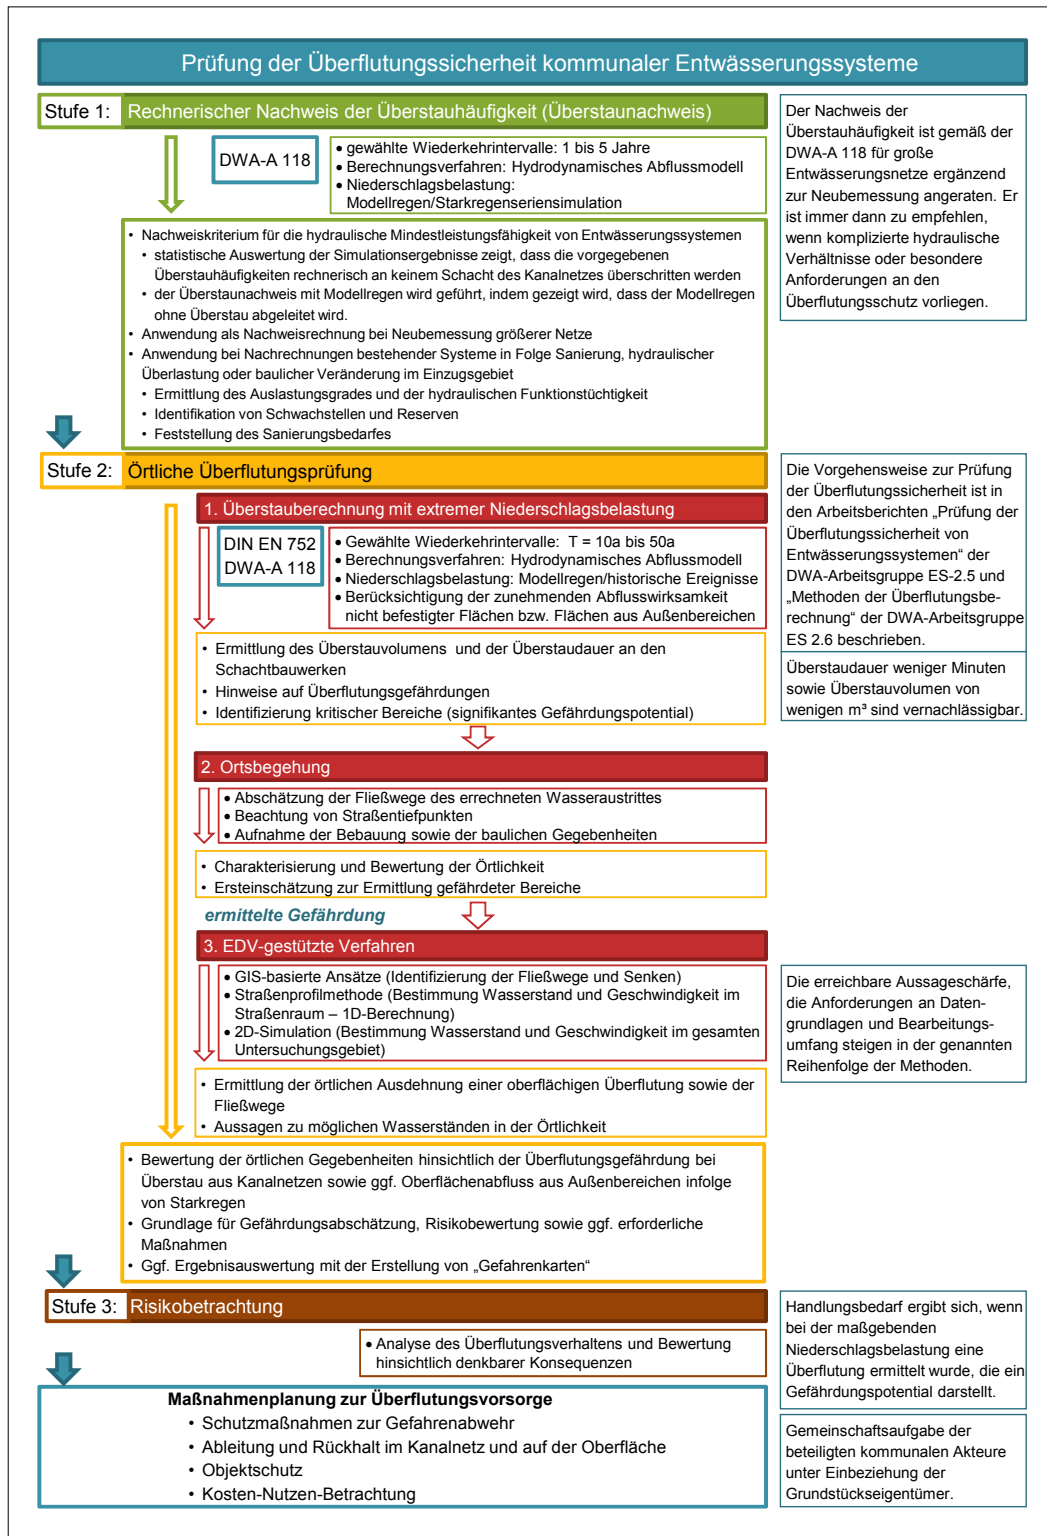 Prüfung der Überflutungssicherheit kommunaler Entwässerungssysteme
Stufe 1: Rechnerischer Nachweis der Überstauhäufigkeit (Überstaunachweis)
DWA-A 118
• gewählte Wiederkehrintervalle: 1 bis 5 Jahre
• Berechnungsverfahren: Hydrodynamisches Abflussmodell
• Niederschlagsbelastung:
Modellregen/Starkregenseriensimulation
Der Nachweis der
Überstauhäufigkeit ist gemäß der
DWA-A 118 für große
Entwässerungsnetze ergänzend
zur Neubemessung angeraten. Er
ist immer dann zu empfehlen,
wenn komplizierte hydraulische
Verhältnisse oder besondere
Anforderungen an den
Überflutungsschutz vorliegen.
• Nachweiskriterium für die hydraulische Mindestleistungsfähigkeit von Entwässerungssystemen
• statistische Auswertung der Simulationsergebnisse zeigt, dass die vorgegebenen
Überstauhäufigkeiten rechnerisch an keinem Schacht des Kanalnetzes überschritten werden
• der Überstaunachweis mit Modellregen wird geführt, indem gezeigt wird, dass der Modellregen
ohne Überstau abgeleitet wird.
• Anwendung als Nachweisrechnung bei Neubemessung größerer Netze
• Anwendung bei Nachrechnungen bestehender Systeme in Folge Sanierung, hydraulischer
Überlastung oder baulicher Veränderung im Einzugsgebiet
• Ermittlung des Auslastungsgrades und der hydraulischen Funktionstüchtigkeit
• Identifikation von Schwachstellen und Reserven
• Feststellung des Sanierungsbedarfes
Stufe 2: Örtliche Überflutungsprüfung
1. Überstauberechnung mit extremer Niederschlagsbelastung
DIN EN 752
DWA-A 118
• Gewählte Wiederkehrintervalle: T = 10a bis 50a
• Berechnungsverfahren: Hydrodynamisches Abflussmodell
• Niederschlagsbelastung: Modellregen/historische Ereignisse
• Berücksichtigung der zunehmenden Abflusswirksamkeit
nicht befestigter Flächen bzw. Flächen aus Außenbereichen
Die Vorgehensweise zur Prüfung
der Überflutungssicherheit ist in
den Arbeitsberichten „Prüfung der
Überflutungssicherheit von
Entwässerungssystemen“ der
DWA-Arbeitsgruppe ES-2.5 und
„Methoden der Überflutungsbe-
rechnung“ der DWA-Arbeitsgruppe
ES 2.6 beschrieben.
• Ermittlung des Überstauvolumens und der Überstaudauer an den
Schachtbauwerken
• Hinweise auf Überflutungsgefährdungen
• Identifizierung kritischer Bereiche (signifikantes Gefährdungspotential)
Überstaudauer weniger Minuten
sowie Überstauvolumen von
wenigen m³ sind vernachlässigbar.
2. Ortsbegehung
• Abschätzung der Fließwege des errechneten Wasseraustrittes
• Beachtung von Straßentiefpunkten
• Aufnahme der Bebauung sowie der baulichen Gegebenheiten
• Charakterisierung und Bewertung der Örtlichkeit
• Ersteinschätzung zur Ermittlung gefährdeter Bereiche
ermittelte Gefährdung
3. EDV-gestützte Verfahren
• GIS-basierte Ansätze (Identifizierung der Fließwege und Senken)
• Straßenprofilmethode (Bestimmung Wasserstand und Geschwindigkeit im
Straßenraum – 1D-Berechnung)
• 2D-Simulation (Bestimmung Wasserstand und Geschwindigkeit im gesamten
Untersuchungsgebiet)
Die erreichbare Aussageschärfe,
die Anforderungen an Daten-
grundlagen und Bearbeitungs-
umfang steigen in der genannten
Reihenfolge der Methoden.
• Ermittlung der örtlichen Ausdehnung einer oberflächigen Überflutung sowie der
Fließwege
• Aussagen zu möglichen Wasserständen in der Örtlichkeit
• Bewertung der örtlichen Gegebenheiten hinsichtlich der Überflutungsgefährdung bei
Überstau aus Kanalnetzen sowie ggf. Oberflächenabfluss aus Außenbereichen infolge
von Starkregen
• Grundlage für Gefährdungsabschätzung, Risikobewertung sowie ggf. erforderliche
Maßnahmen
• Ggf. Ergebnisauswertung mit der Erstellung von „Gefahrenkarten“
Stufe 3: Risikobetrachtung
• Analyse des Überflutungsverhaltens und Bewertung
hinsichtlich denkbarer Konsequenzen
Handlungsbedarf ergibt sich, wenn
bei der maßgebenden
Niederschlagsbelastung eine
Überflutung ermittelt wurde, die ein
Gefährdungspotential darstellt.
Maßnahmenplanung zur Überflutungsvorsorge
• Schutzmaßnahmen zur Gefahrenabwehr
• Ableitung und Rückhalt im Kanalnetz und auf der Oberfläche
• Objektschutz
• Kosten-Nutzen-Betrachtung
Gemeinschaftsaufgabe der
beteiligten kommunalen Akteure
unter Einbeziehung der
Grundstückseigentümer.